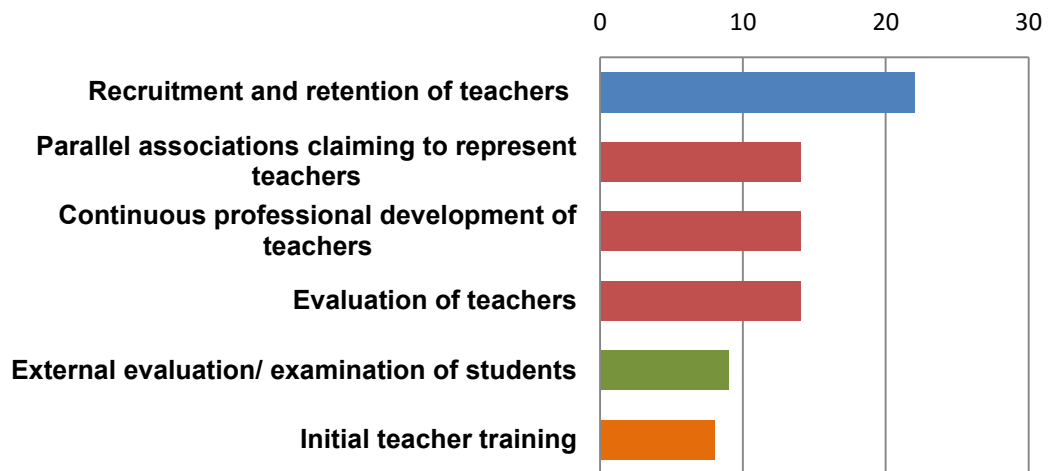 0 10 20 30
Recruitment and retention of teachers
Parallel associations claiming to represent
teachers
Continuous professional development of
teachers
Evaluation of teachers
External evaluation/ examination of students
Initial teacher training